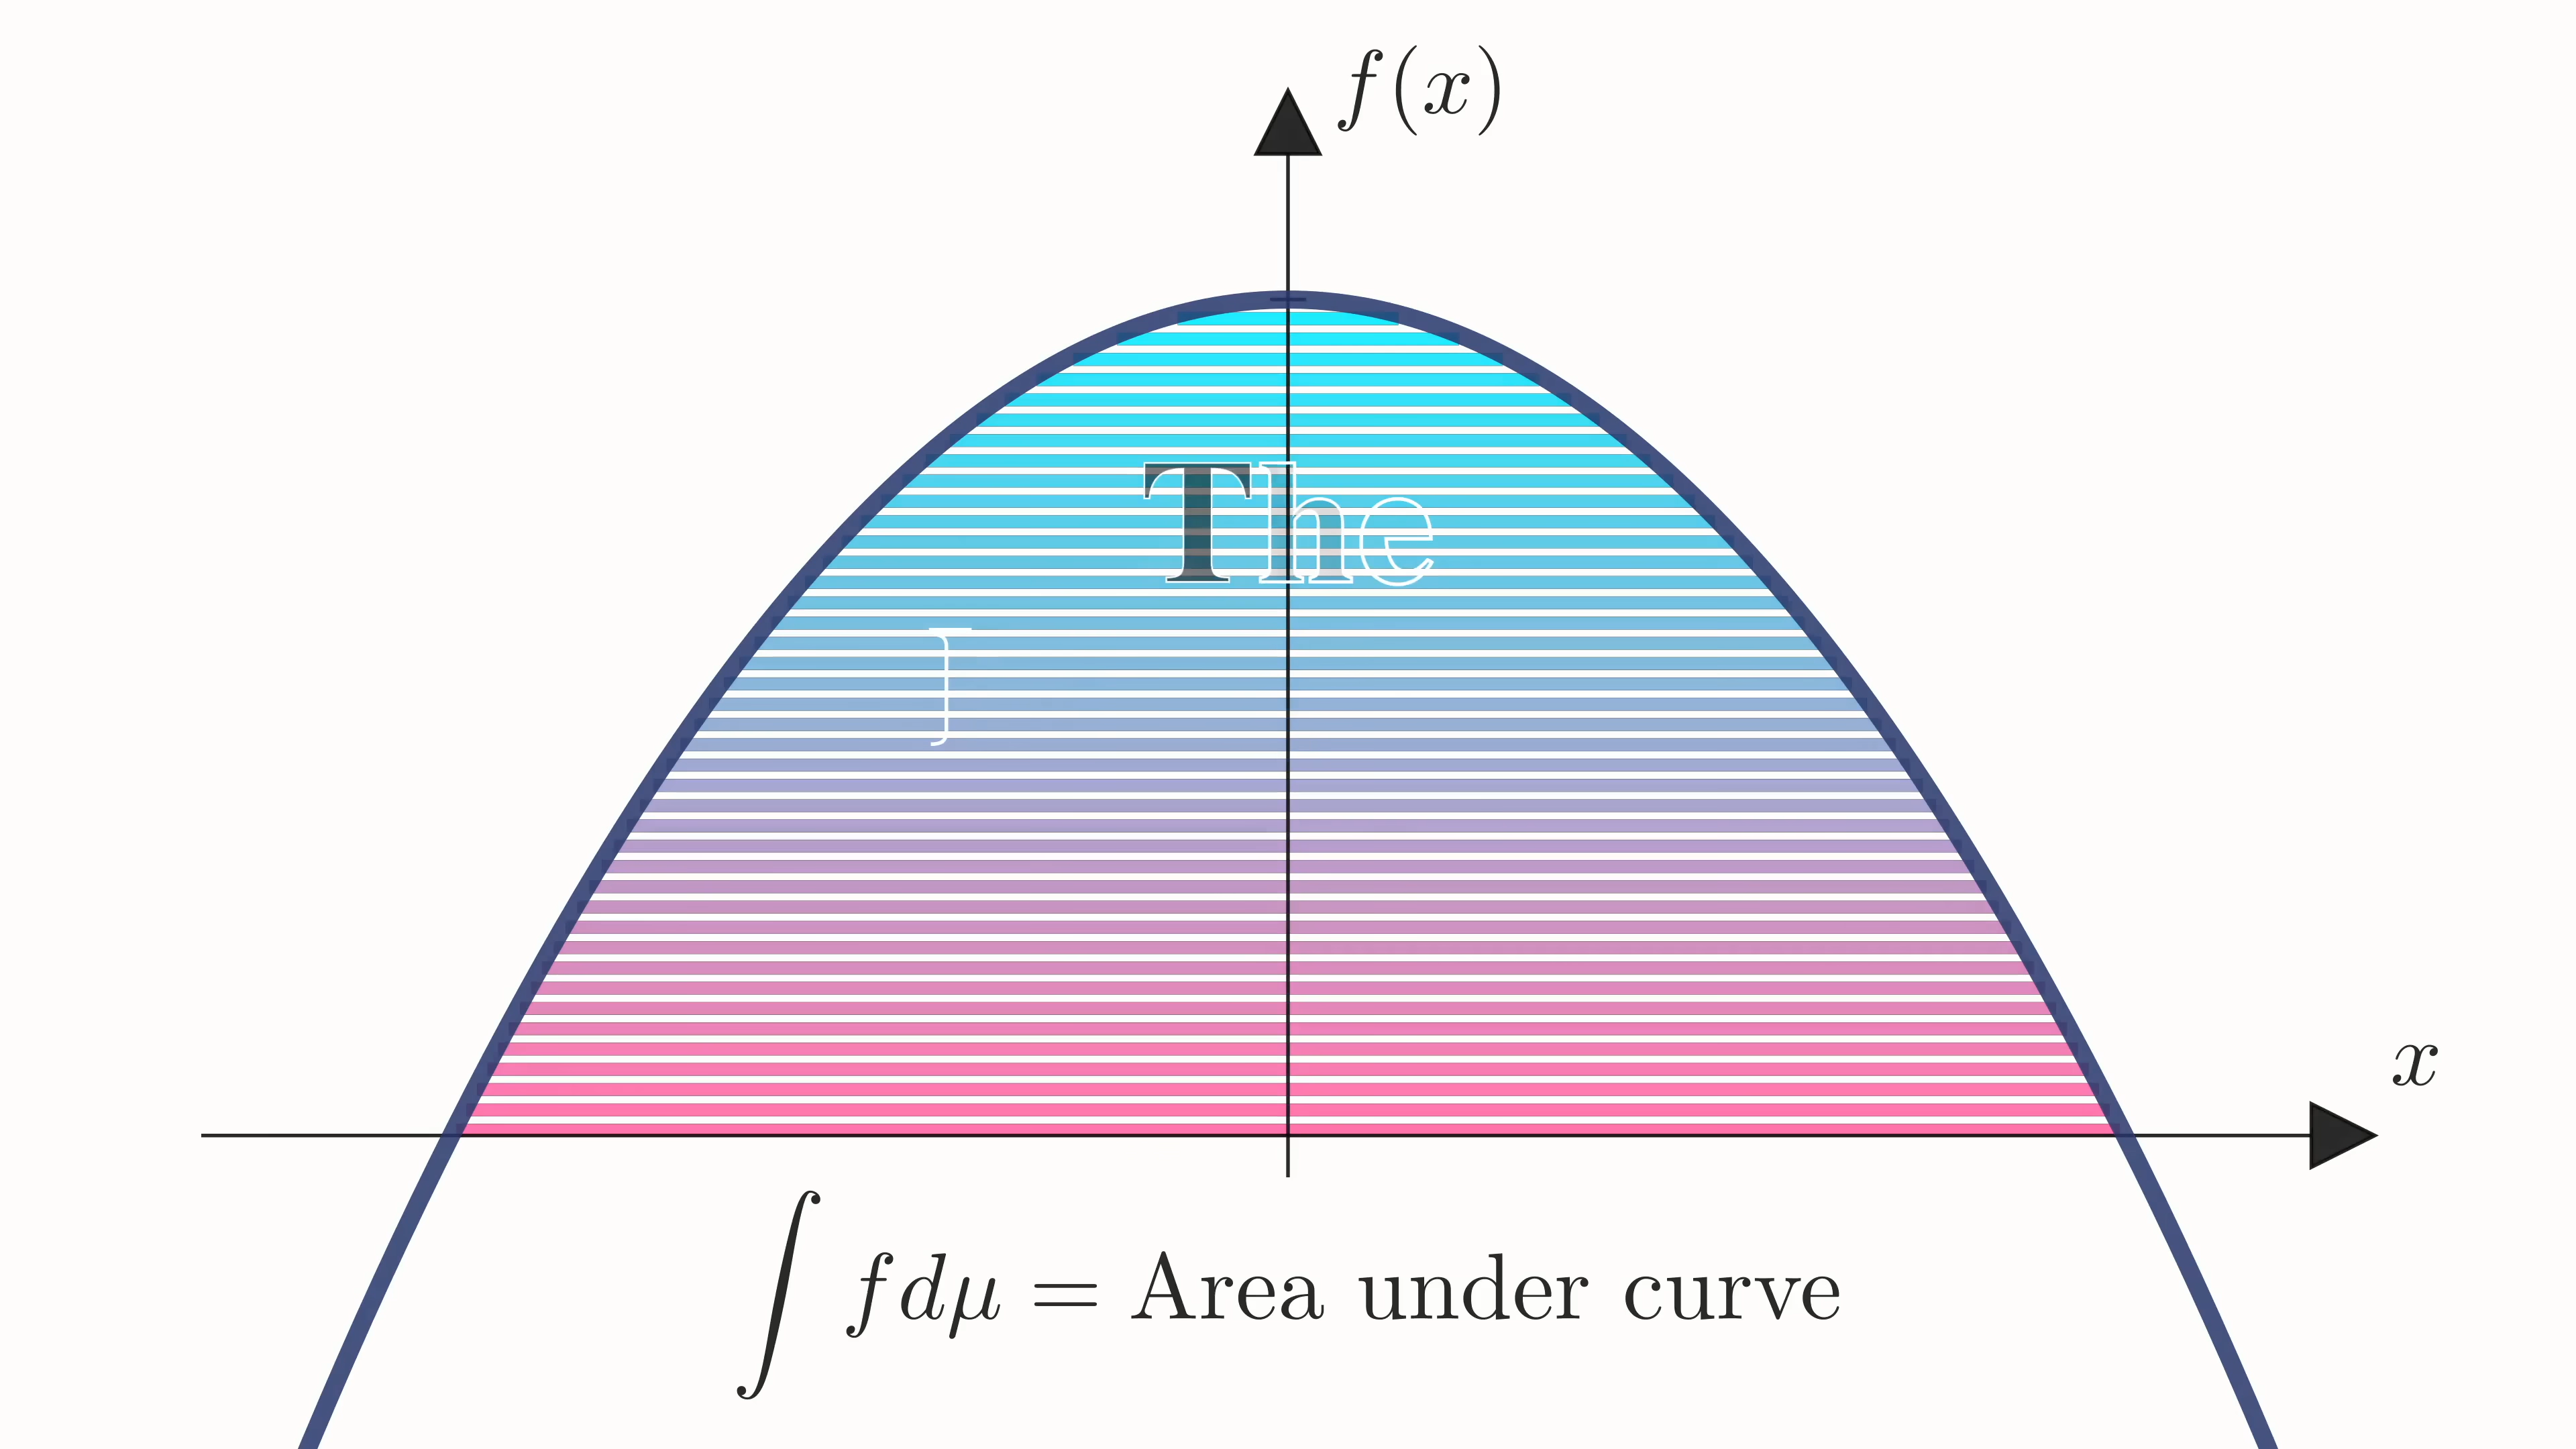 f(x)
The
x
∫ f dμ = Area under curve